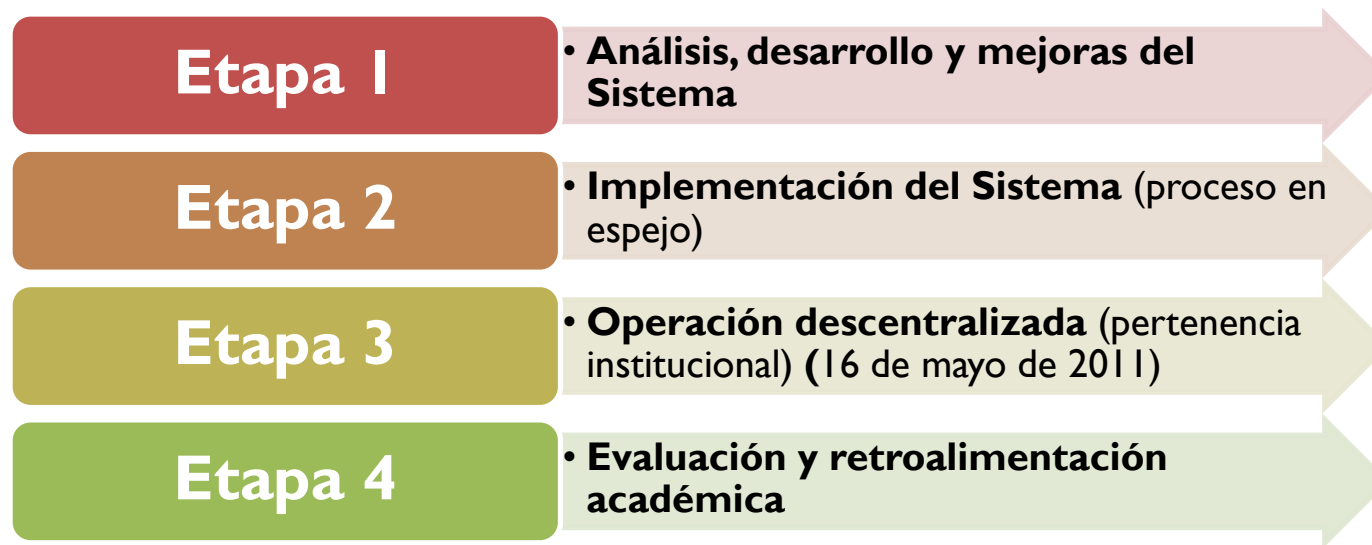 Etapa 1
• Análisis, desarrollo y mejoras del
Sistema
Etapa 2
• Implementación del Sistema (proceso en
espejo)
Etapa 3
• Operación descentralizada (pertenencia
institucional) (16 de mayo de 2011)
Etapa 4
• Evaluación y retroalimentación
académica